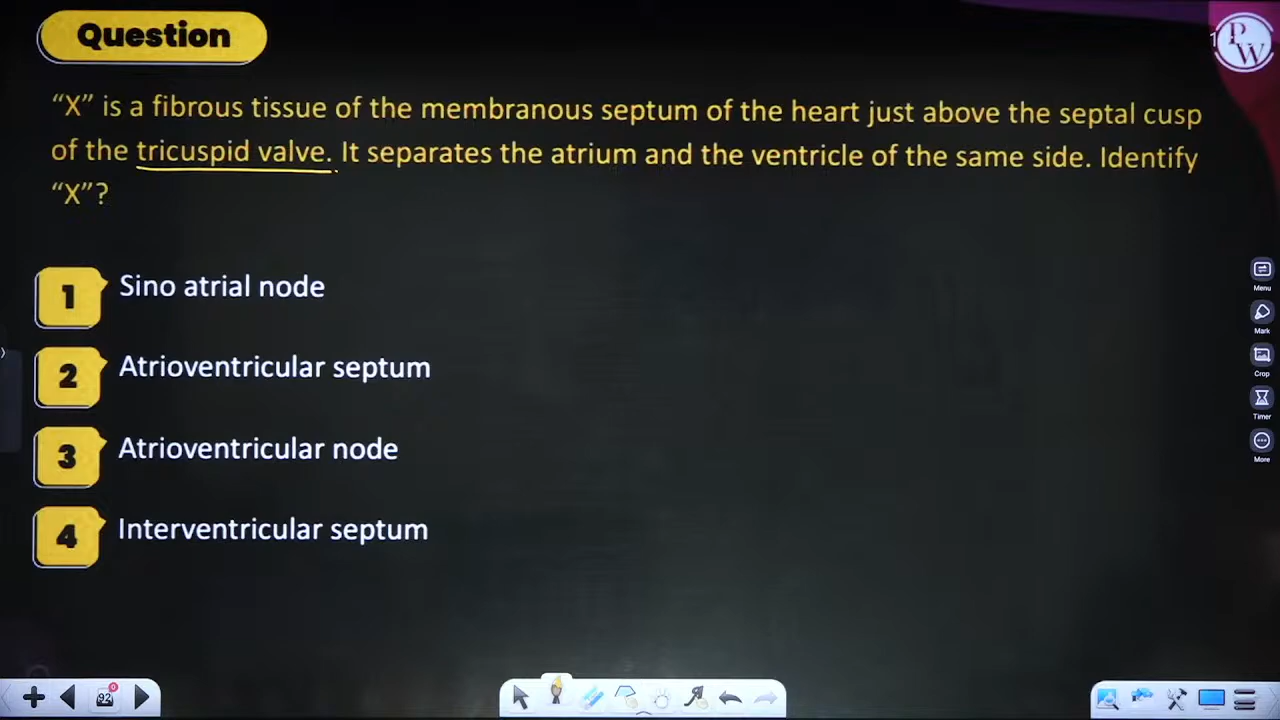 Question
PW
“X” is a fibrous tissue of the membranous septum of the heart just above the septal cusp
of the tricuspid valve. It separates the atrium and the ventricle of the same side. Identify
“X”?
1 Sino atrial node
2 Atrioventricular septum
3 Atrioventricular node
4 Interventricular septum
Menu
Mark
Crop
Timer
More
92